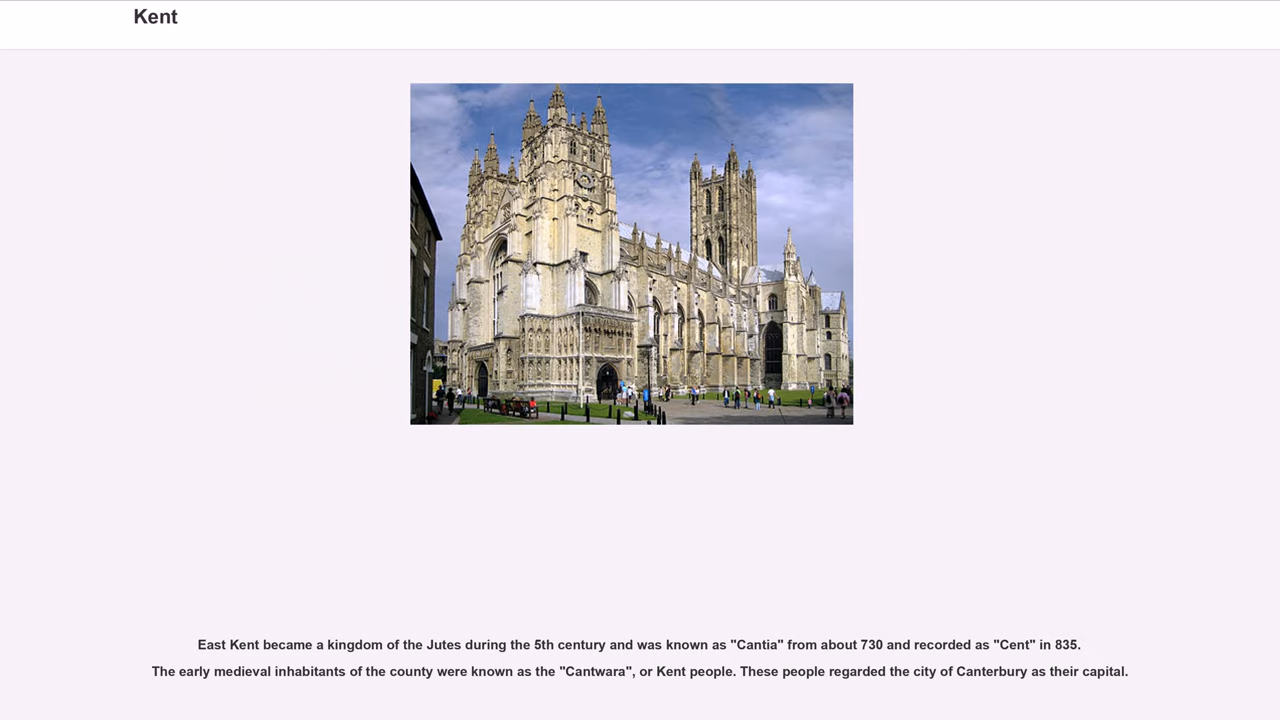 Kent
East Kent became a kingdom of the Jutes during the 5th century and was known as "Cantia" from about 730 and recorded as "Cent" in 835.
The early medieval inhabitants of the county were known as the "Cantwara", or Kent people. These people regarded the city of Canterbury as their capital.